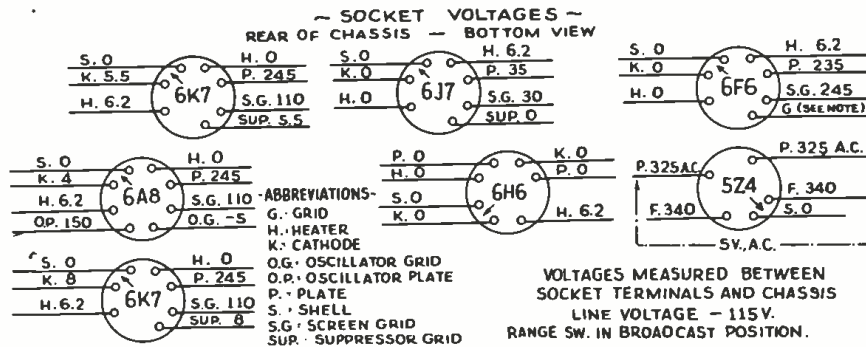 ~ SOCKET VOLTAGES ~
REAR OF CHASSIS — BOTTOM VIEW
S. 0
K. 5.5
H. 6.2
6K7
H. 0
P. 245
S.G. 110
SUP. 5.5
S. 0
K. 0
H. 0
6J7
H. 6.2
P. 35
S.G. 30
SUP. 0
S. 0
K. 0
H. 0
6F6
H. 6.2
P. 235
S.G. 245
G (SEE NOTE)
S. 0
K. 4
H. 6.2
O.P. 150
6A8
H. 0
P. 245
S.G. 110
O.G. -5
-ABBREVIATIONS-
G. - GRID
H. - HEATER
K. - CATHODE
O.G. - OSCILLATOR GRID
O.P. - OSCILLATOR PLATE
P. - PLATE
S. - SHELL
S.G - SCREEN GRID
SUP. - SUPPRESSOR GRID
P. 0
H. 0
S. 0
K. 0
6H6
K. 0
P. 0
H. 6.2
P. 325 A.C.
F. 340
5Z4
P. 325 A.C.
F. 340
S. 0
5V., A.C.
S. 0
K. 8
H. 6.2
6K7
H. 0
P. 245
S.G. 110
SUP. 8
VOLTAGES MEASURED BETWEEN
SOCKET TERMINALS AND CHASSIS
LINE VOLTAGE - 115V.
RANGE SW. IN BROADCAST POSITION.